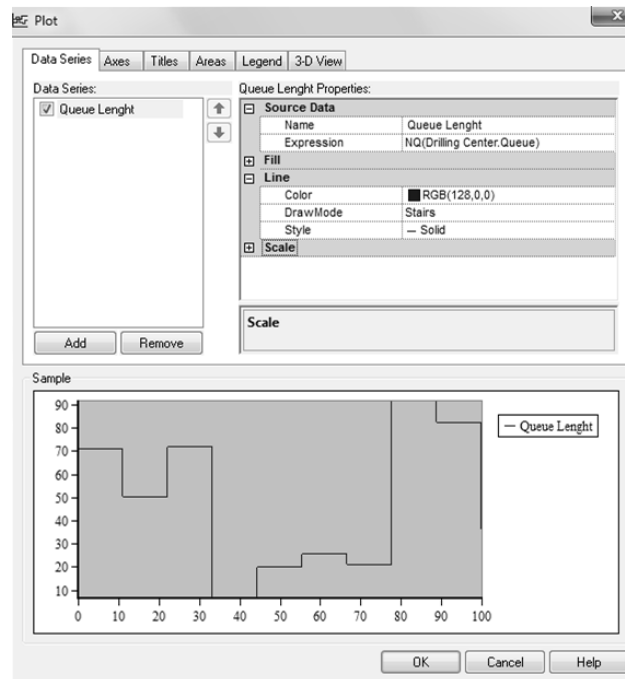 Plot
Data Series Axes Titles Areas Legend 3-D View
Data Series:
Queue Lenght
Queue Lenght Properties:
Source Data
Name Queue Lenght
Expression NQ(Drilling Center.Queue)
Fill
Line
Color RGB(128,0,0)
DrawMode Stairs
Style Solid
Scale
Scale
Add Remove
Sample
90
80
70
60
50
40
30
20
10
0 10 20 30 40 50 60 70 80 90 100
Queue Lenght
OK Cancel Help